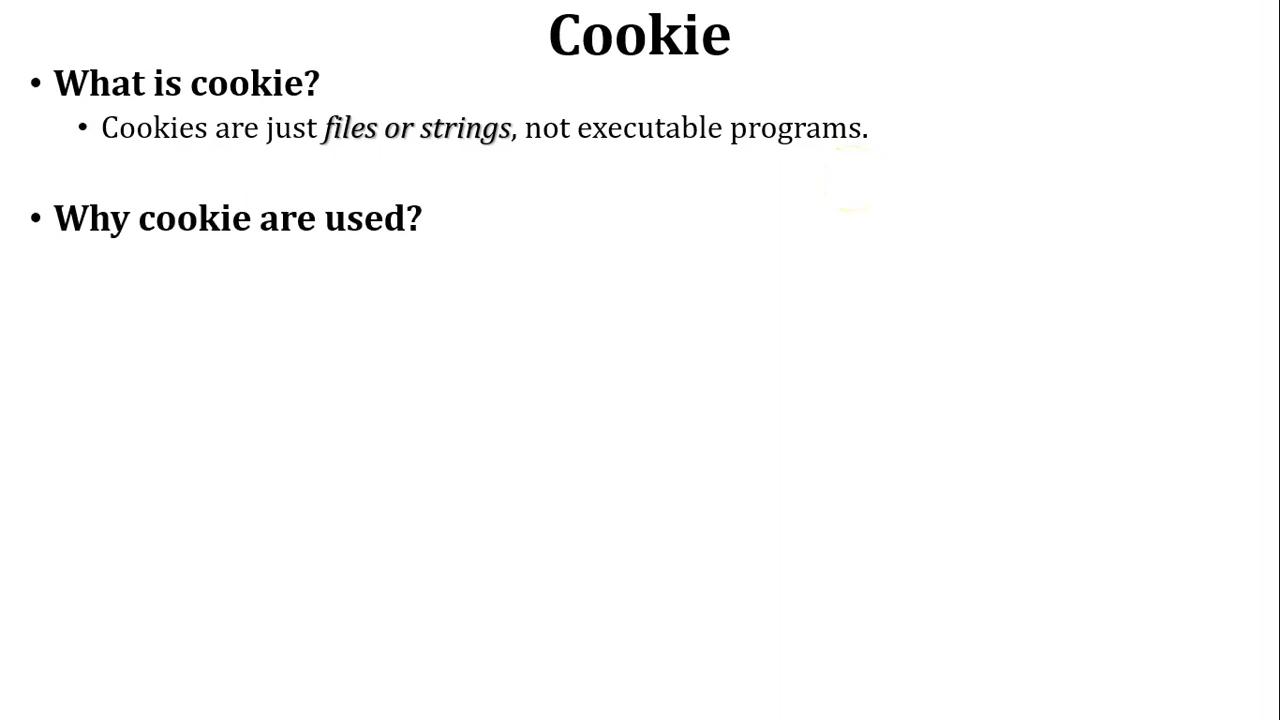 Cookie
• What is cookie?
• Cookies are just files or strings, not executable programs.
• Why cookie are used?